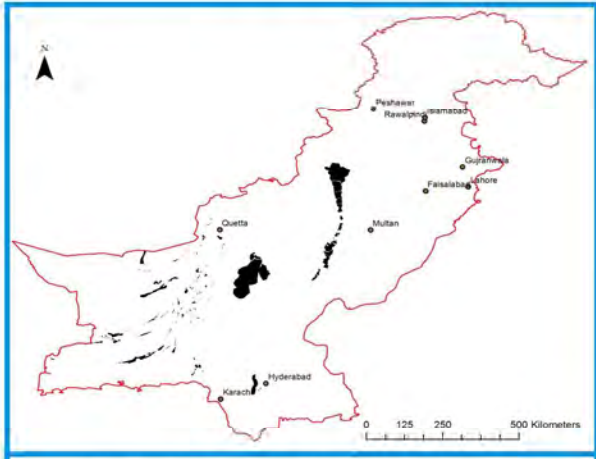 N
Peshawar
Islamabad
Rawalpindi
Gujranwala
Lahore
Faisalabad
Quetta
Multan
Hyderabad
Karachi
0 125 250 500 Kilometers